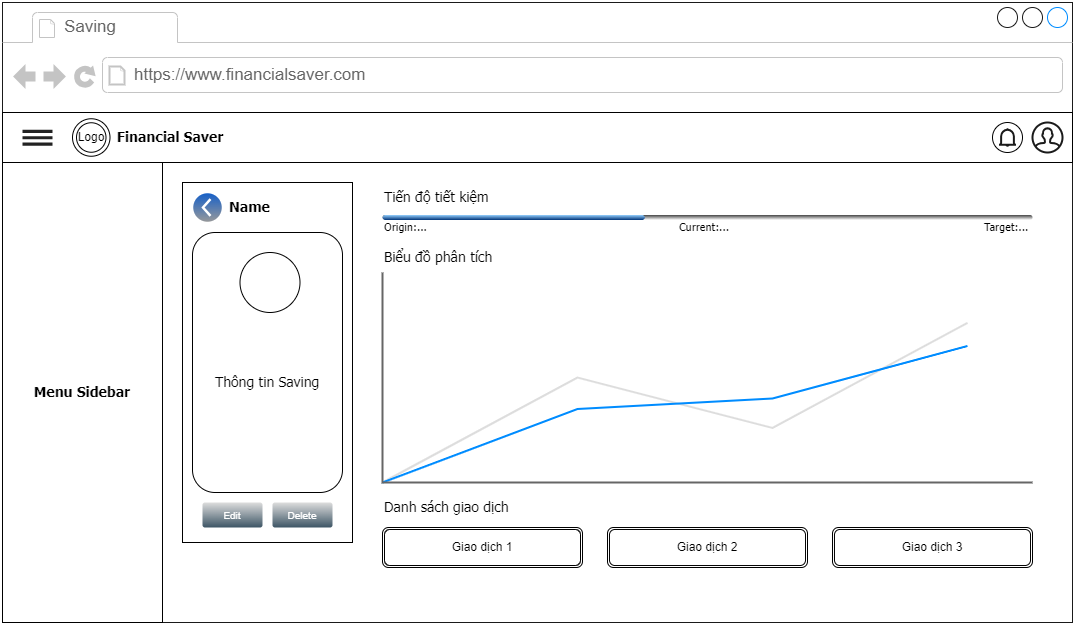 Saving
https://www.financialsaver.com
Logo
Financial Saver
Menu Sidebar
Name
Thông tin Saving
Edit
Delete
Tiến độ tiết kiệm
Origin:...
Current:...
Target:...
Biểu đồ phân tích
Danh sách giao dịch
Giao dịch 1
Giao dịch 2
Giao dịch 3